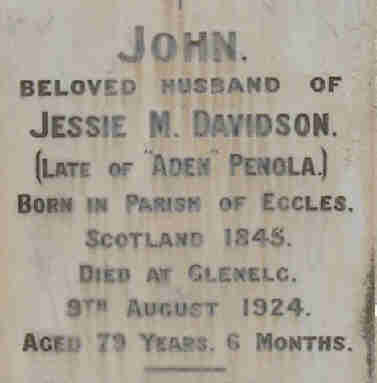 JOHN.
BELOVED HUSBAND OF
JESSIE M. DAVIDSON.
(LATE OF "ADEN" PENOLA.)
BORN IN PARISH OF ECCLES.
SCOTLAND 1845.
DIED AT GLENELG.
9TH AUGUST 1924.
AGED 79 YEARS. 6 MONTHS.